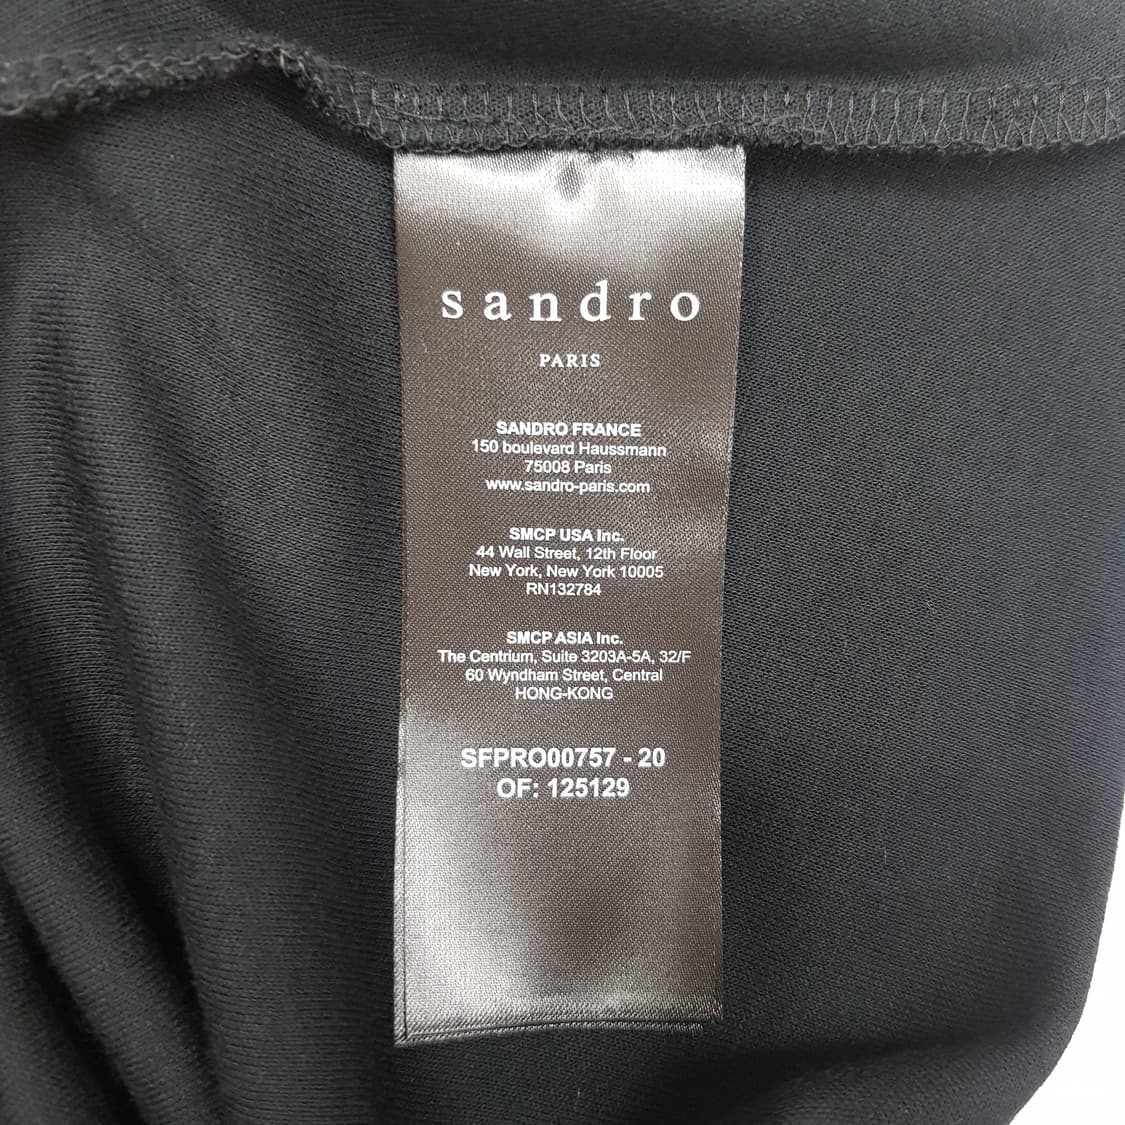 sandro
PARIS
SANDRO FRANCE
150 boulevard Haussmann
75008 Paris
www.sandro-paris.com
SMCP USA Inc.
44 Wall Street, 12th Floor
New York, New York 10005
RN132784
SMCP ASIA Inc.
The Centrium, Suite 3203A-5A, 32/F
60 Wyndham Street, Central
HONG-KONG
SFPRO00757 - 20
OF: 125129